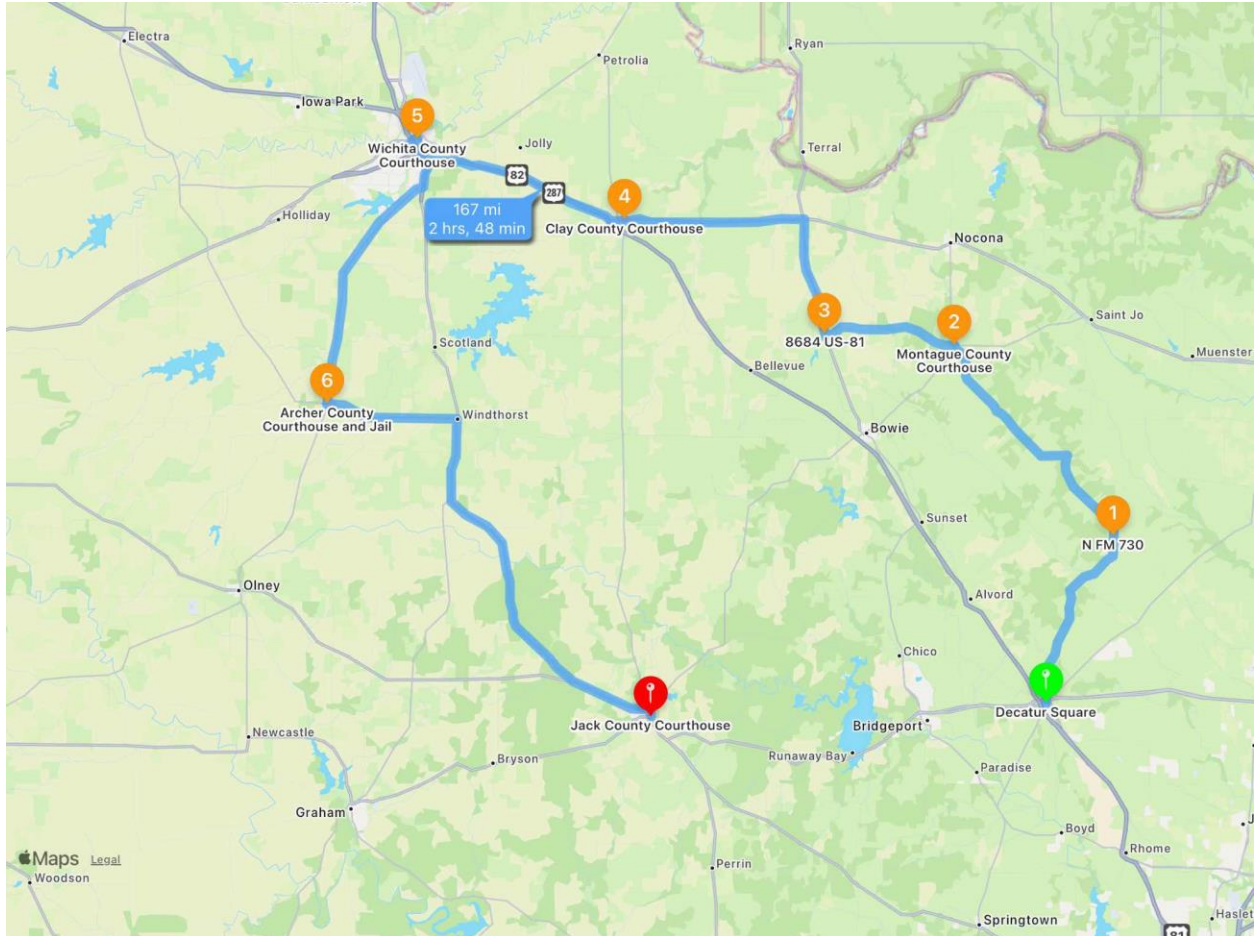 Electra
Ryan
Petrolia
Iowa Park
5
Wichita County
Courthouse
Jolly
Terral
82
287
4
167 mi
2 hrs, 48 min
Clay County Courthouse
Holliday
Nocona
3
8684 US-81
2
Montague County
Courthouse
Saint Jo
Muenster
Scotland
Bellevue
6
Archer County
Courthouse and Jail
Windthorst
Bowie
1
N FM 730
Sunset
Olney
Alvord
Chico
Jack County Courthouse
Decatur Square
Bridgeport
Newcastle
Bryson
Runaway Bay
Paradise
Graham
Boyd
Rhome
Maps Legal
Woodson
Perrin
Springtown
Haslet
81